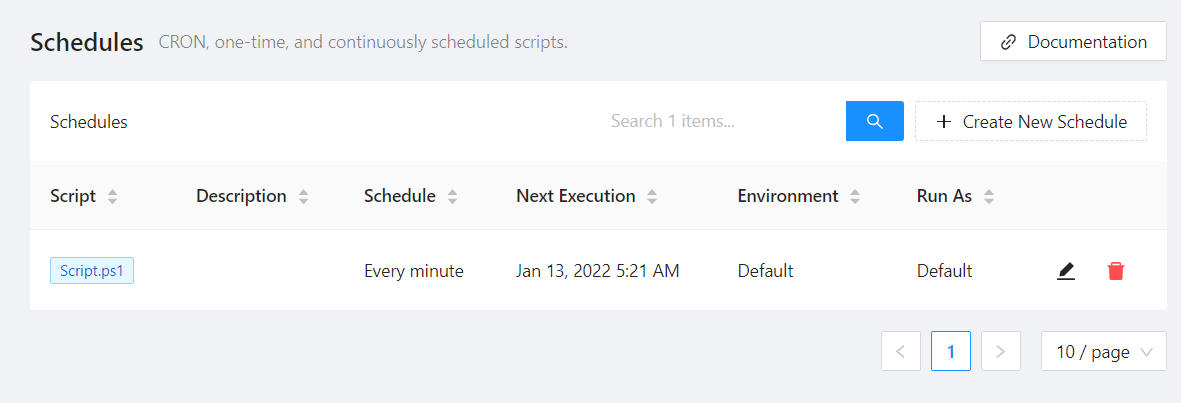 Schedules CRON, one-time, and continuously scheduled scripts. Documentation
Schedules Search 1 items... Create New Schedule
Script Description Schedule Next Execution Environment Run As
Script.ps1 Every minute Jan 13, 2022 5:21 AM Default Default
1 10 / page